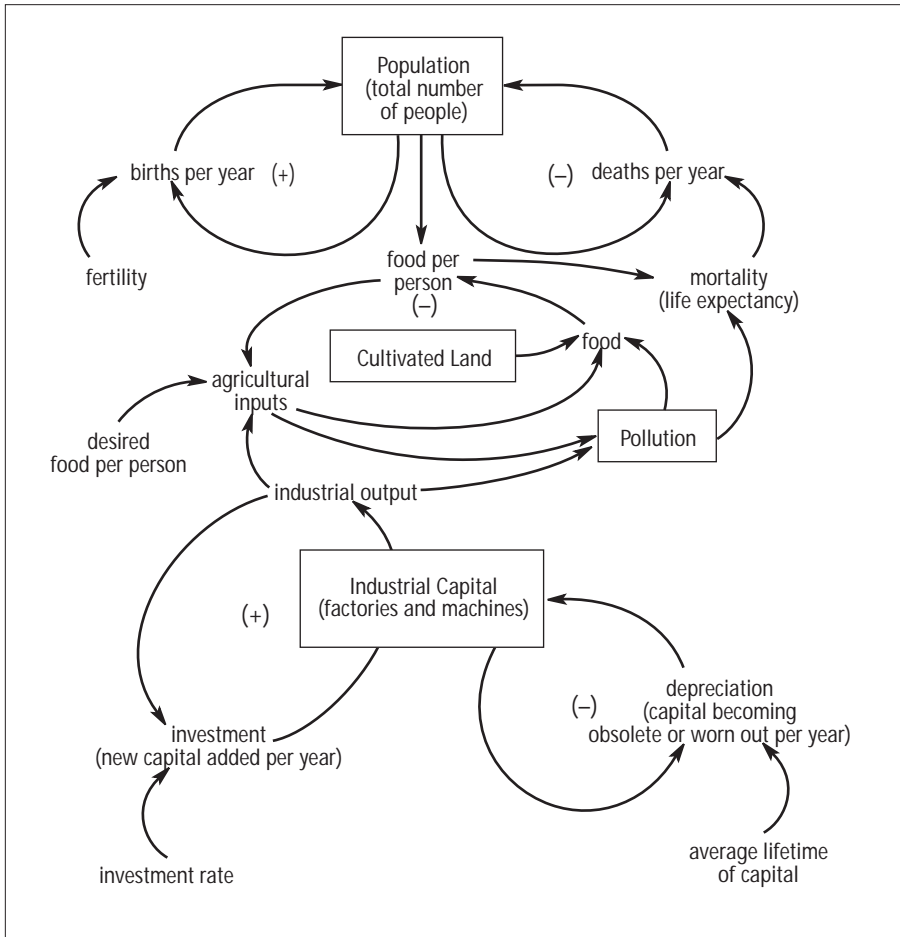 Population
(total number
of people)
births per year
(+)
(–)
deaths per year
fertility
food per
person
(–)
mortality
(life expectancy)
Cultivated Land
food
agricultural
inputs
desired
food per person
Pollution
industrial output
Industrial Capital
(factories and machines)
(+)
(–)
depreciation
(capital becoming
obsolete or worn out per year)
investment
(new capital added per year)
investment rate
average lifetime
of capital